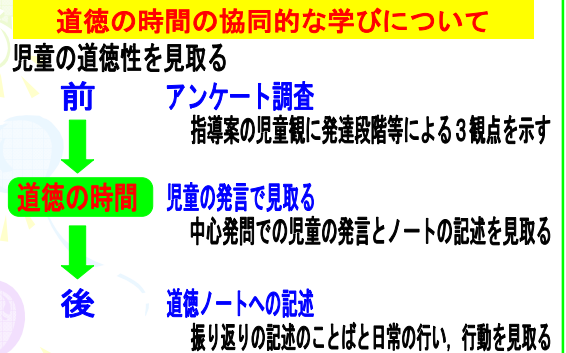 道徳の時間の協同的な学びについて
児童の道徳性を見取る
前 アンケート調査
指導案の児童観に発達段階等による３観点を示す
道徳の時間 児童の発言で見取る
中心発問での児童の発言とノートの記述を見取る
後 道徳ノートへの記述
振り返りの記述のことばと日常の行い，行動を見取る